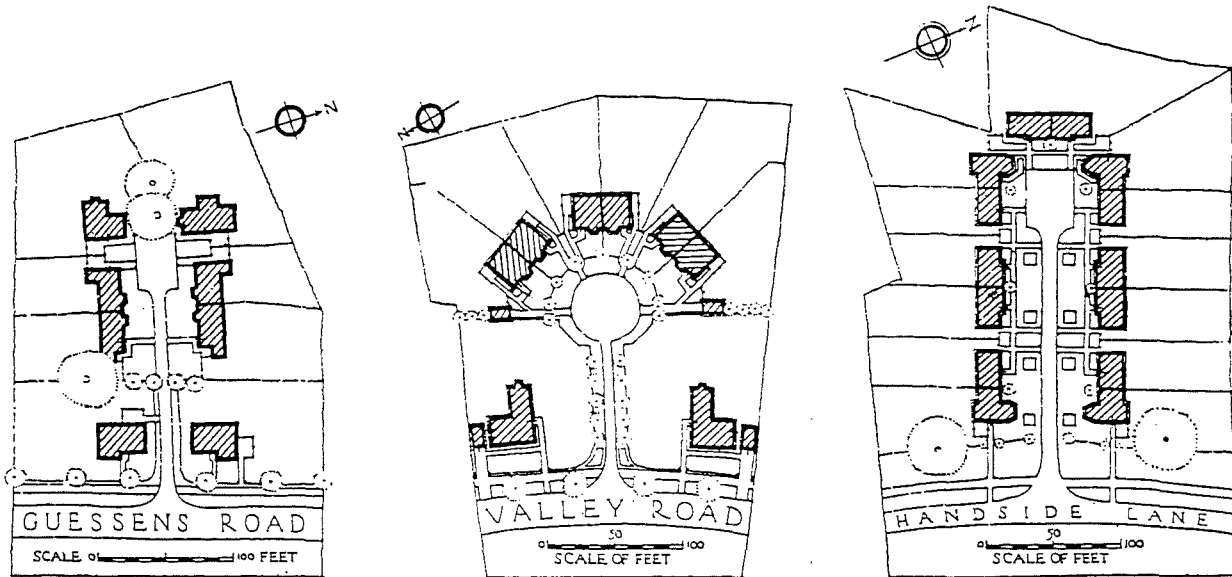 N
GUESSENS ROAD
SCALE 0 100 FEET
N
VALLEY ROAD
0 50 100
SCALE OF FEET
N
HANDSIDE LANE
0 50 100
SCALE OF FEET